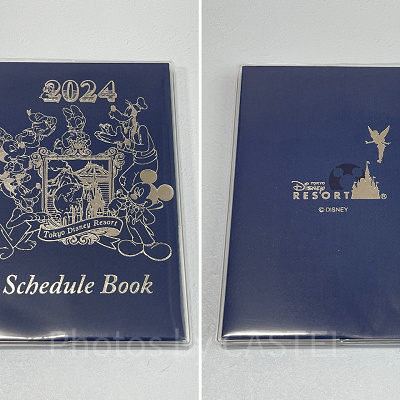 2024
Tokyo Disney Resort
Schedule Book
TOKYO
Disney
RESORT®
© DISNEY
Photos by CASTEL